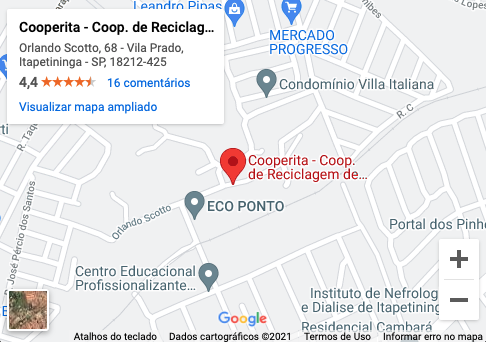 Leandro Pipas
Cooperita - Coop. de Reciclag...
Orlando Scotto, 68 - Vila Prado,
Itapetininga - SP, 18212-425
4,4
16 comentários
Visualizar mapa ampliado
MERCADO
PROGRESSO
Condomínio Villa Italiana
R. C
R. Taqu
Cooperita - Coop.
de Reciclagem de...
ECO PONTO
Orlando Scotto
R. José Pércio dos Santos
Portal dos Pinh
Centro Educacional
Profissionalizante...
Instituto de Nefrolog
e Dialise de Itapetining
Residencial Cambará
Google
Atalhos do teclado
Dados cartográficos ©2021
Termos de Uso
Informar erro no mapa